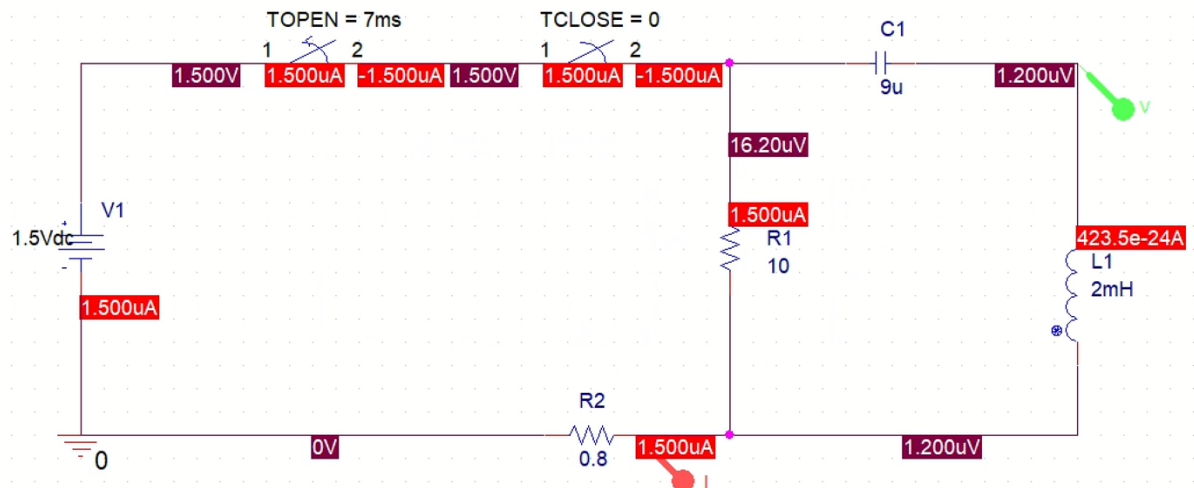 TOPEN = 7ms
TCLOSE = 0
C1
1 2
1 2
1.500V
1.500uA
-1.500uA
1.500V
1.500uA
-1.500uA
9u
1.200uV
V
16.20uV
V1
1.500uA
1.5Vdc
+
-
R1
10
423.5e-24A
L1
2mH
1.500uA
R2
0
0V
0.8
1.500uA
1.200uV
I